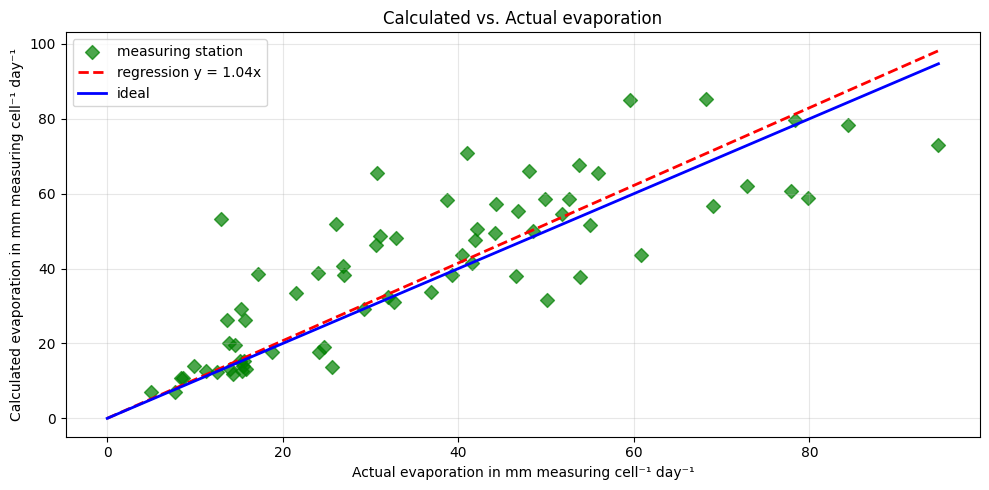 Calculated vs. Actual evaporation
measuring station
regression y = 1.04x
ideal
Calculated evaporation in mm measuring cell⁻¹ day⁻¹
100
80
60
40
20
0
0 20 40 60 80
Actual evaporation in mm measuring cell⁻¹ day⁻¹